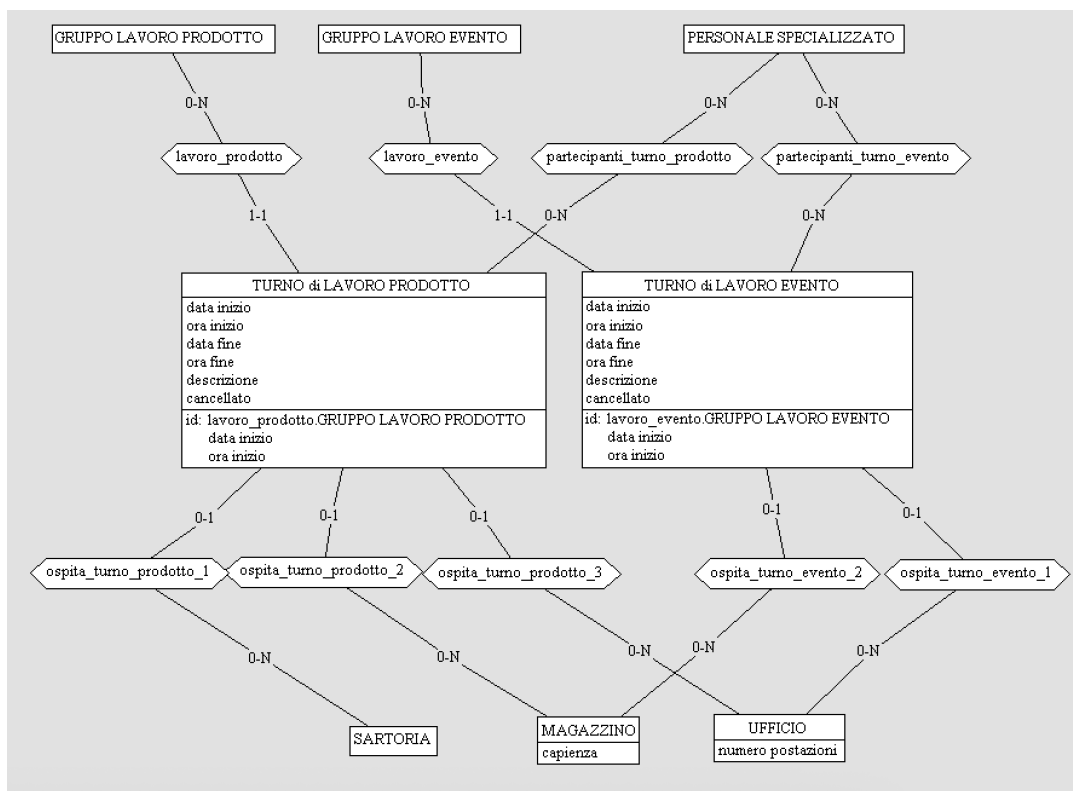 GRUPPO LAVORO PRODOTTO
GRUPPO LAVORO EVENTO
PERSONALE SPECIALIZZATO
0-N
0-N
0-N
0-N
lavoro_prodotto
lavoro_evento
partecipanti_turno_prodotto
partecipanti_turno_evento
1-1
1-1
0-N
0-N
TURNO di LAVORO PRODOTTO
data inizio
ora inizio
data fine
ora fine
descrizione
cancellato
id: lavoro_prodotto.GRUPPO LAVORO PRODOTTO
data inizio
ora inizio
TURNO di LAVORO EVENTO
data inizio
ora inizio
data fine
ora fine
descrizione
cancellato
id: lavoro_evento.GRUPPO LAVORO EVENTO
data inizio
ora inizio
0-1
0-1
0-1
0-1
0-1
ospita_turno_prodotto_1
ospita_turno_prodotto_2
ospita_turno_prodotto_3
ospita_turno_evento_2
ospita_turno_evento_1
0-N
0-N
0-N
0-N
0-N
SARTORIA
MAGAZZINO
capienza
UFFICIO
numero postazioni